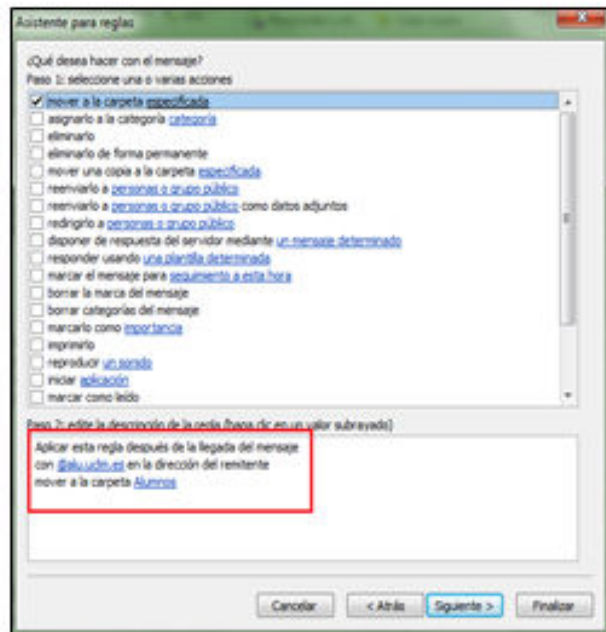 Asistente para reglas
¿Qué desea hacer con el mensaje?
Paso 1: seleccione una o varias acciones
mover a la carpeta especificada
asignarlo a la categoría categoría
eliminarlo
eliminarlo de forma permanente
mover una copia a la carpeta especificada
reenviarlo a personas o grupo público
reenviarlo a personas o grupo público como datos adjuntos
redirigirlo a personas o grupo público
disponer de respuesta del servidor mediante un mensaje determinado
responder usando una plantilla determinada
marcar el mensaje para seguimiento a esta hora
borrar la marca del mensaje
borrar categorías del mensaje
marcarlo como importancia
imprimirlo
reproducir un sonido
iniciar aplicación
marcar como leído
Paso 2: edite la descripción de la regla (haga clic en un valor subrayado)
Aplicar esta regla después de la llegada del mensaje
con @alu.udm.es en la dirección del remitente
mover a la carpeta Alumnos
Cancelar
< Atrás
Siguiente >
Finalizar